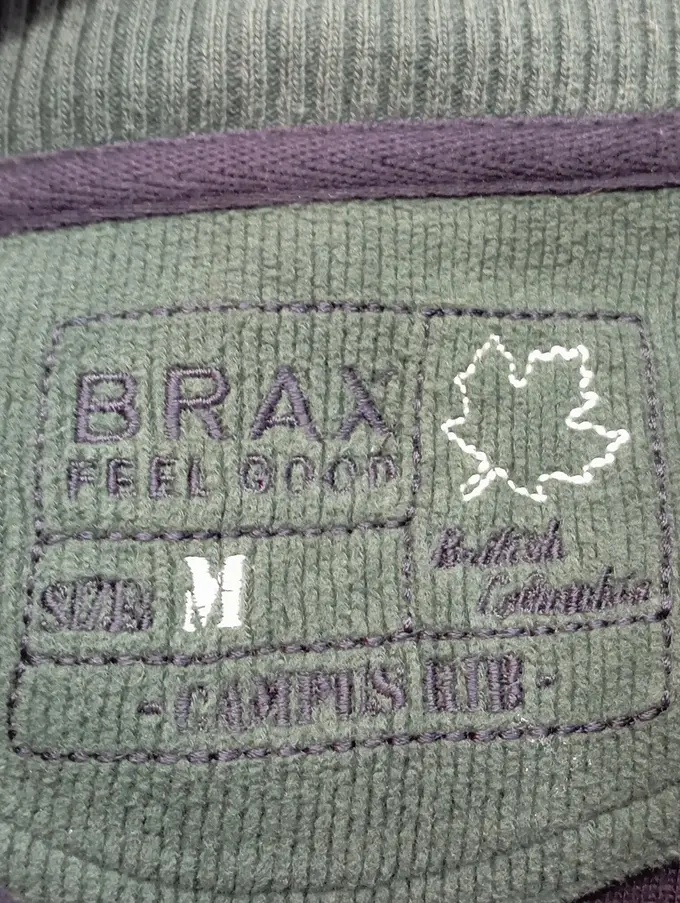 BRAX
FEEL GOOD
British
Columbia
SIZE M
- CAMPUS RIB -